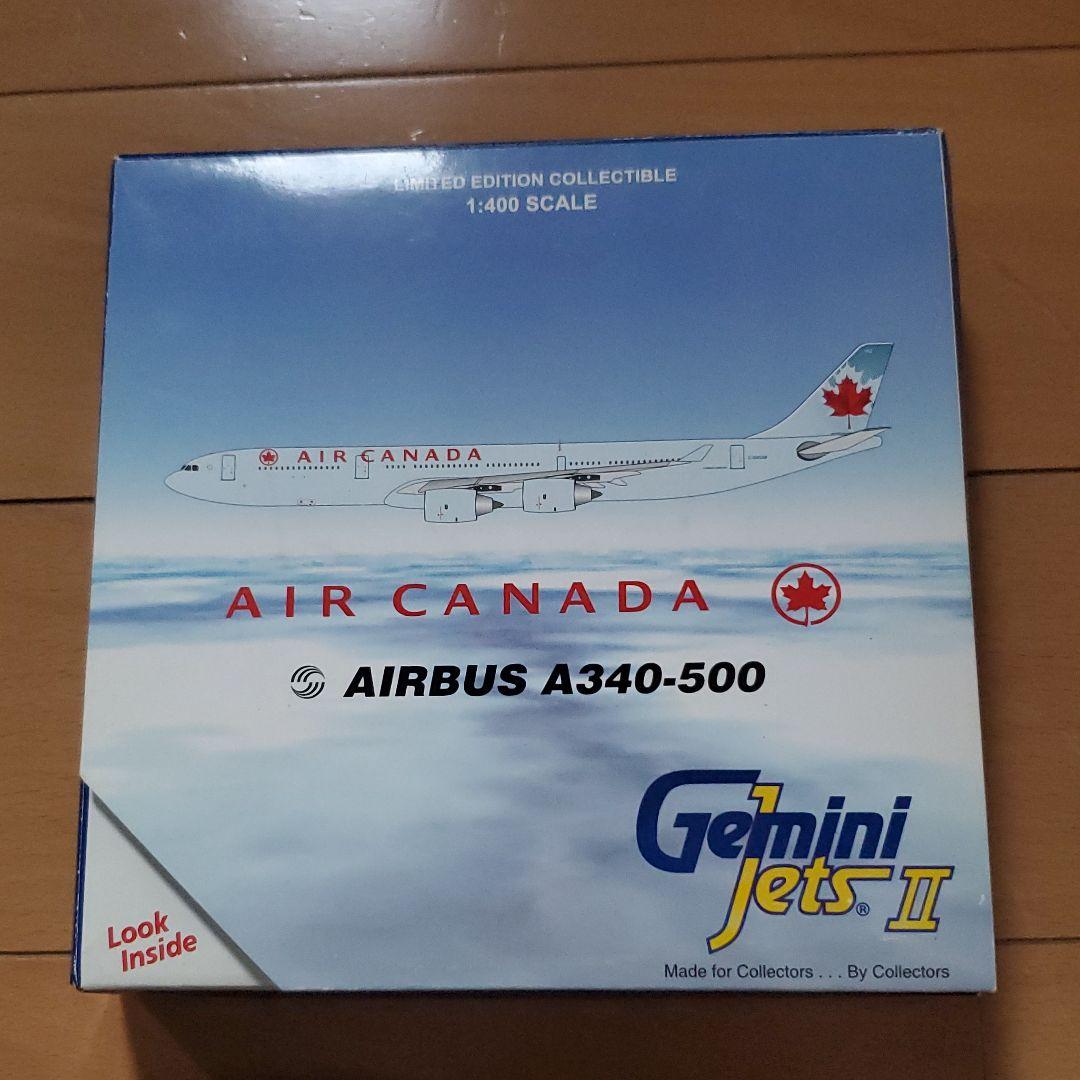 LIMITED EDITION COLLECTIBLE
1:400 SCALE
AIR CANADA
AIR CANADA
AIRBUS A340-500
Gemini
Jets® II
Look
Inside
Made for Collectors . . . By Collectors